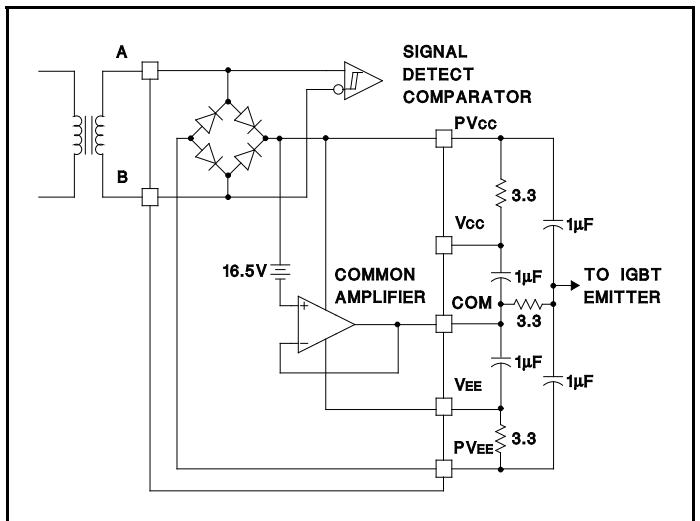 A
SIGNAL
DETECT
COMPARATOR
PVCC
B
3.3
VCC
1µF
16.5V
COMMON
AMPLIFIER
1µF
TO IGBT
EMITTER
COM
3.3
+
−
1µF
VEE
1µF
3.3
PVEE